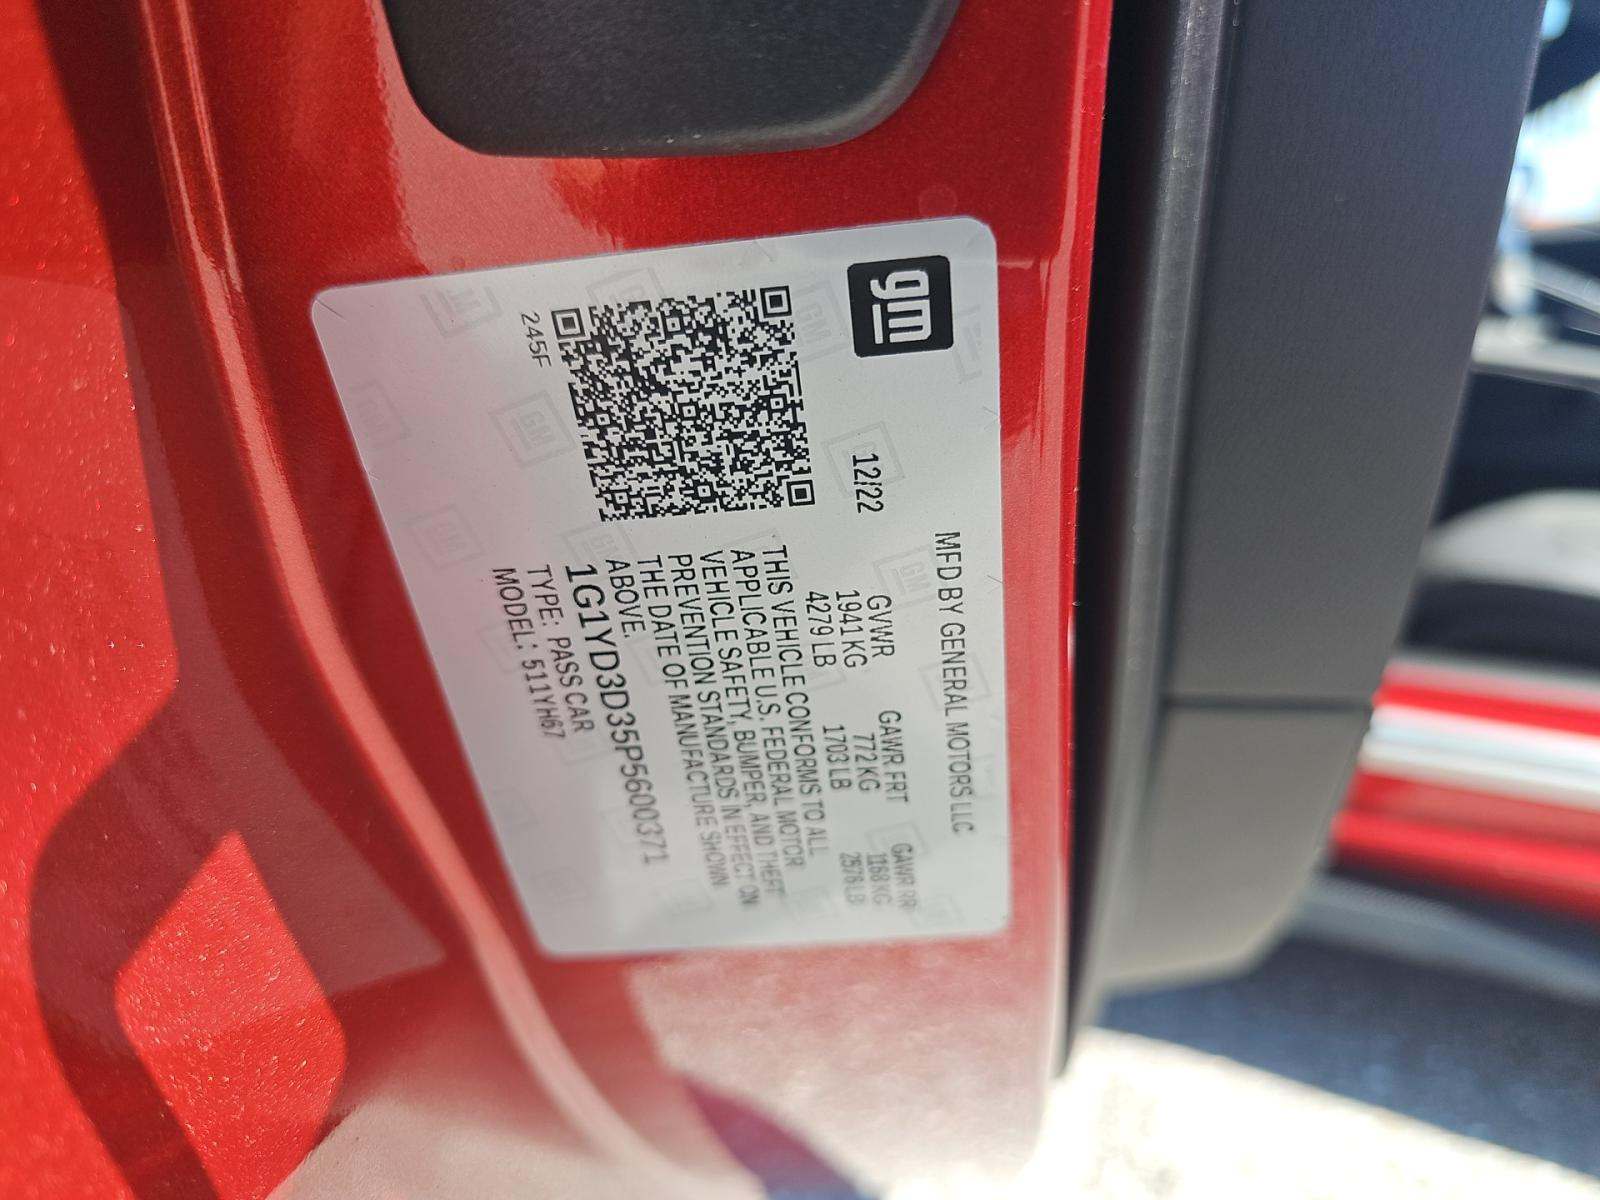 gm
12/22
MFD BY GENERAL MOTORS LLC
GVWR GAWR FRT GAWR RR
1941 KG 772 KG 1168 KG
4279 LB 1703 LB 2576 LB
THIS VEHICLE CONFORMS TO ALL
APPLICABLE U.S. FEDERAL MOTOR
VEHICLE SAFETY, BUMPER, AND THEFT
PREVENTION STANDARDS IN EFFECT ON
THE DATE OF MANUFACTURE SHOWN
ABOVE.
1G1YD3D35P5600371
TYPE: PASS CAR
MODEL: 511YH67
245F